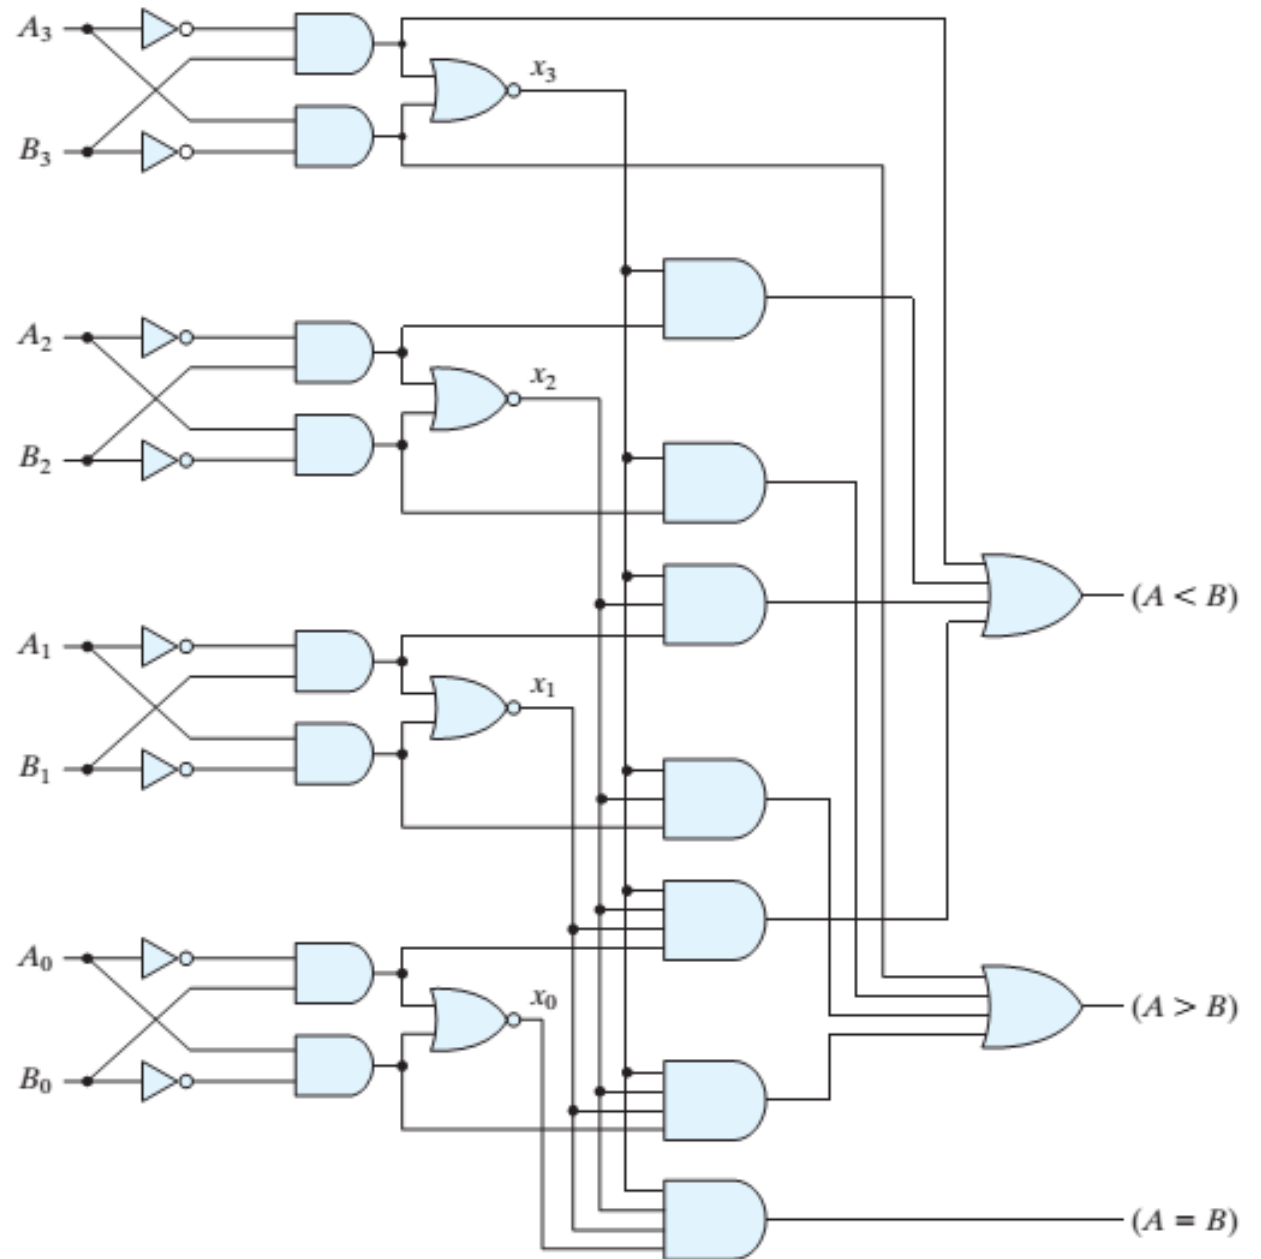 A₃
x₃
B₃
A₂
x₂
B₂
(A < B)
A₁
x₁
B₁
A₀
x₀
(A > B)
B₀
(A = B)